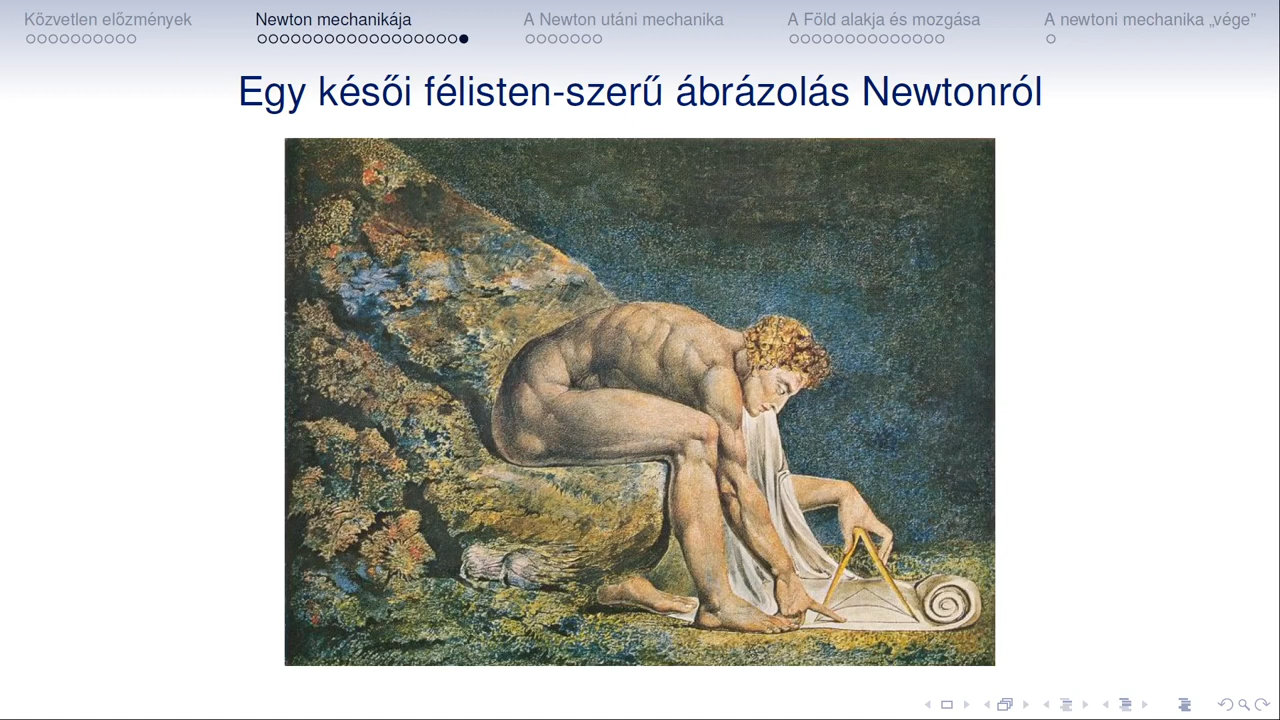 Közvetlen előzmények
Newton mechanikája
A Newton utáni mechanika
A Föld alakja és mozgása
A newtoni mechanika „vége”
Egy késői félisten-szerű ábrázolás Newtonról